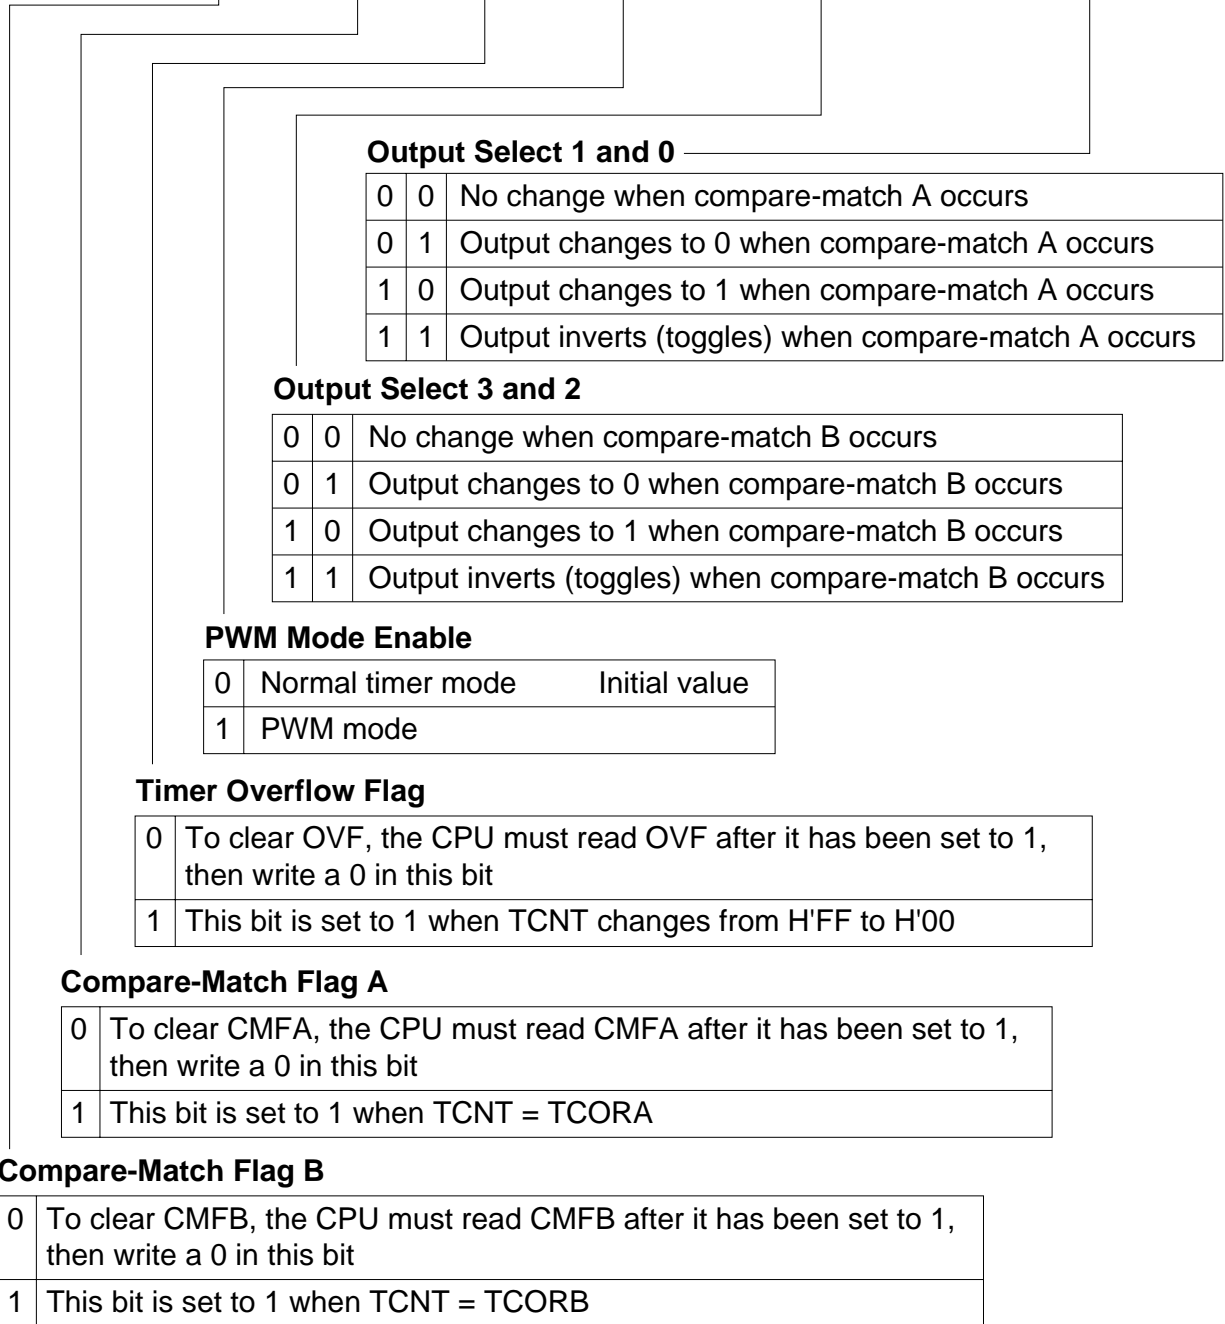 Output Select 1 and 0
0 0 No change when compare-match A occurs
0 1 Output changes to 0 when compare-match A occurs
1 0 Output changes to 1 when compare-match A occurs
1 1 Output inverts (toggles) when compare-match A occurs
Output Select 3 and 2
0 0 No change when compare-match B occurs
0 1 Output changes to 0 when compare-match B occurs
1 0 Output changes to 1 when compare-match B occurs
1 1 Output inverts (toggles) when compare-match B occurs
PWM Mode Enable
0 Normal timer mode Initial value
1 PWM mode
Timer Overflow Flag
0 To clear OVF, the CPU must read OVF after it has been set to 1,
then write a 0 in this bit
1 This bit is set to 1 when TCNT changes from H'FF to H'00
Compare-Match Flag A
0 To clear CMFA, the CPU must read CMFA after it has been set to 1,
then write a 0 in this bit
1 This bit is set to 1 when TCNT = TCORA
Compare-Match Flag B
0 To clear CMFB, the CPU must read CMFB after it has been set to 1,
then write a 0 in this bit
1 This bit is set to 1 when TCNT = TCORB